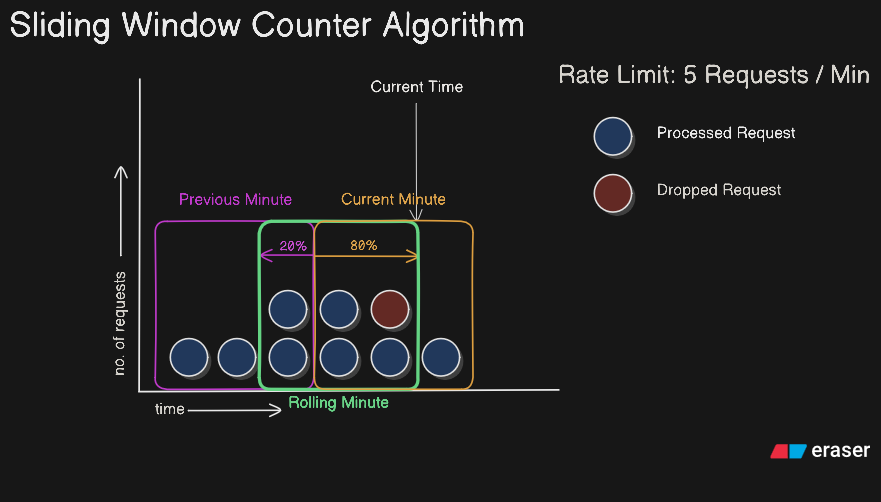 Sliding Window Counter Algorithm
Rate Limit: 5 Requests / Min
Current Time
Processed Request
Dropped Request
Previous Minute
Current Minute
20%
80%
no. of requests
time
Rolling Minute
eraser